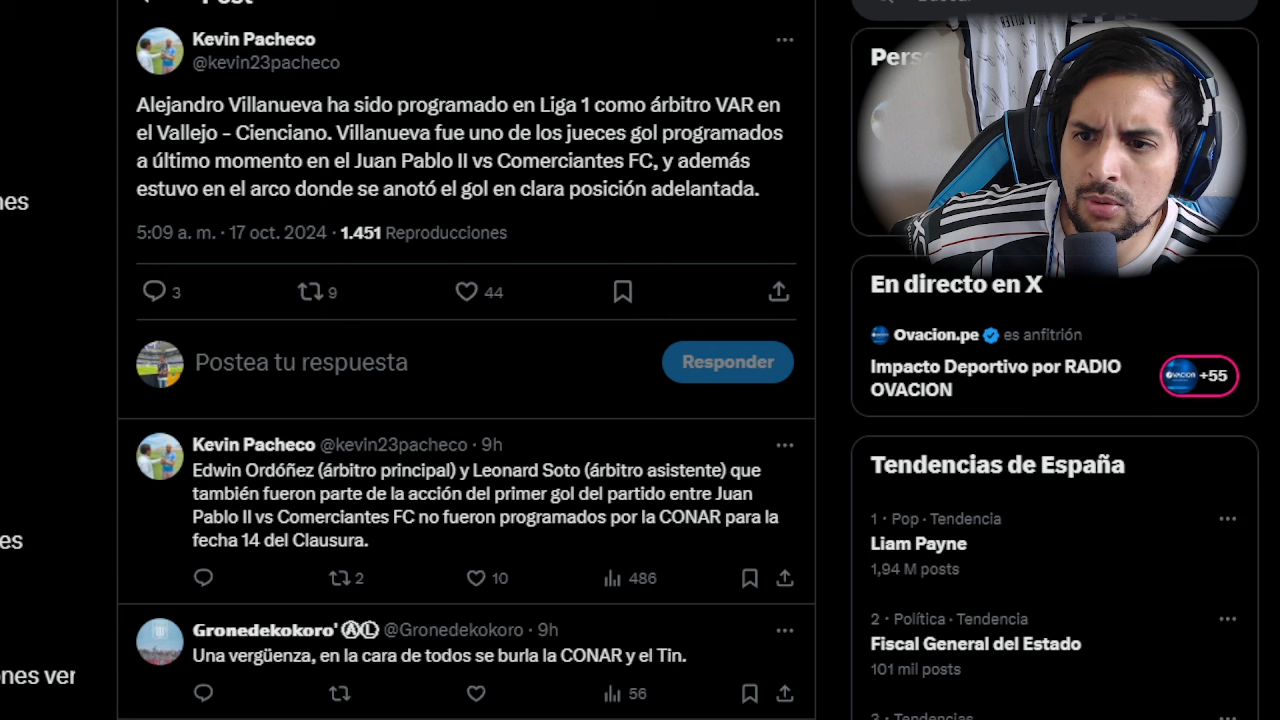 Post
Kevin Pacheco
@kevin23pacheco
Alejandro Villanueva ha sido programado en Liga 1 como árbitro VAR en
el Vallejo - Cienciano. Villanueva fue uno de los jueces gol programados
a último momento en el Juan Pablo II vs Comerciantes FC, y además
estuvo en el arco donde se anotó el gol en clara posición adelantada.
5:09 a. m. · 17 oct. 2024 · 1.451 Reproducciones
3 9 44
Postea tu respuesta
Responder
Kevin Pacheco @kevin23pacheco · 9h
Edwin Ordóñez (árbitro principal) y Leonard Soto (árbitro asistente) que
también fueron parte de la acción del primer gol del partido entre Juan
Pablo II vs Comerciantes FC no fueron programados por la CONAR para la
fecha 14 del Clausura.
2 10 486
Gronedekokoro' ⒶⓁ @Gronedekokoro · 9h
Una vergüenza, en la cara de todos se burla la CONAR y el Tin.
56
En directo en X
Ovacion.pe es anfitrión
Impacto Deportivo por RADIO
OVACION
+55
Tendencias de España
1 · Pop · Tendencia
Liam Payne
1,94 M posts
2 · Política · Tendencia
Fiscal General del Estado
101 mil posts
3 · Tendencias